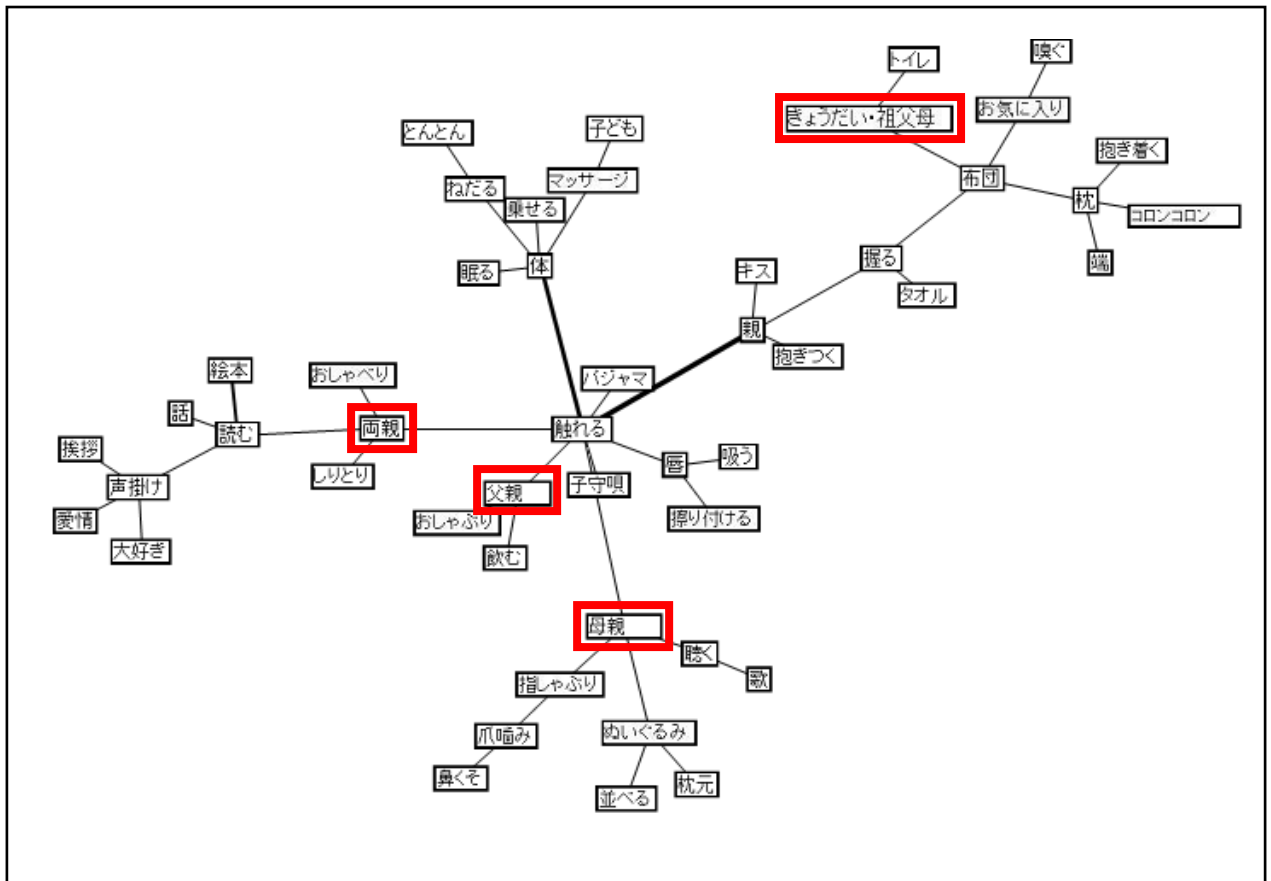 トイレ
嗅ぐ
きょうだい・祖父母
お気に入り
とんとん
子ども
抱き着く
ねだる
マッサージ
布団
乗せる
枕
コロンコロン
眠る
体
キス
握る
端
タオル
親
抱ぎつく
絵本
おしゃべり
パジャマ
話
読む
両親
触れる
挨拶
唇
吸う
声掛け
しりとり
父親
子守唄
愛情
おしゃぶり
擦り付ける
大好き
飲む
母親
聴く
歌
指しゃぶり
爪噛み
ぬいぐるみ
鼻くそ
枕元
並べる